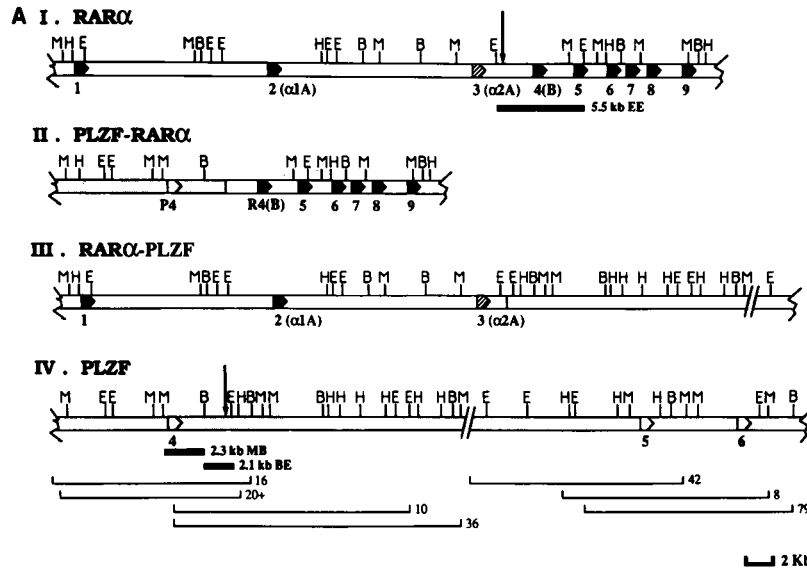 A I. RARα
M H E M B E E H E E B M B M E M E M H B M M B H
1 2 (α1A) 3 (α2A) 4(B) 5 6 7 8 9
5.5 kb EE
II. PLZF-RARα
M H E E M M B M E M H B M M B H
P4 R4(B) 5 6 7 8 9
III. RARα-PLZF
M H E M B E E H E E B M B M E E H B M M B H H H H E E H H B M E
1 2 (α1A) 3 (α2A)
IV. PLZF
M E E M M B E H B M M B H H H H E E H H B M E E H E H M H B M M E M B
4 5 6
2.3 kb MB
2.1 kb BE
16 42
20+ 8
10 79
36